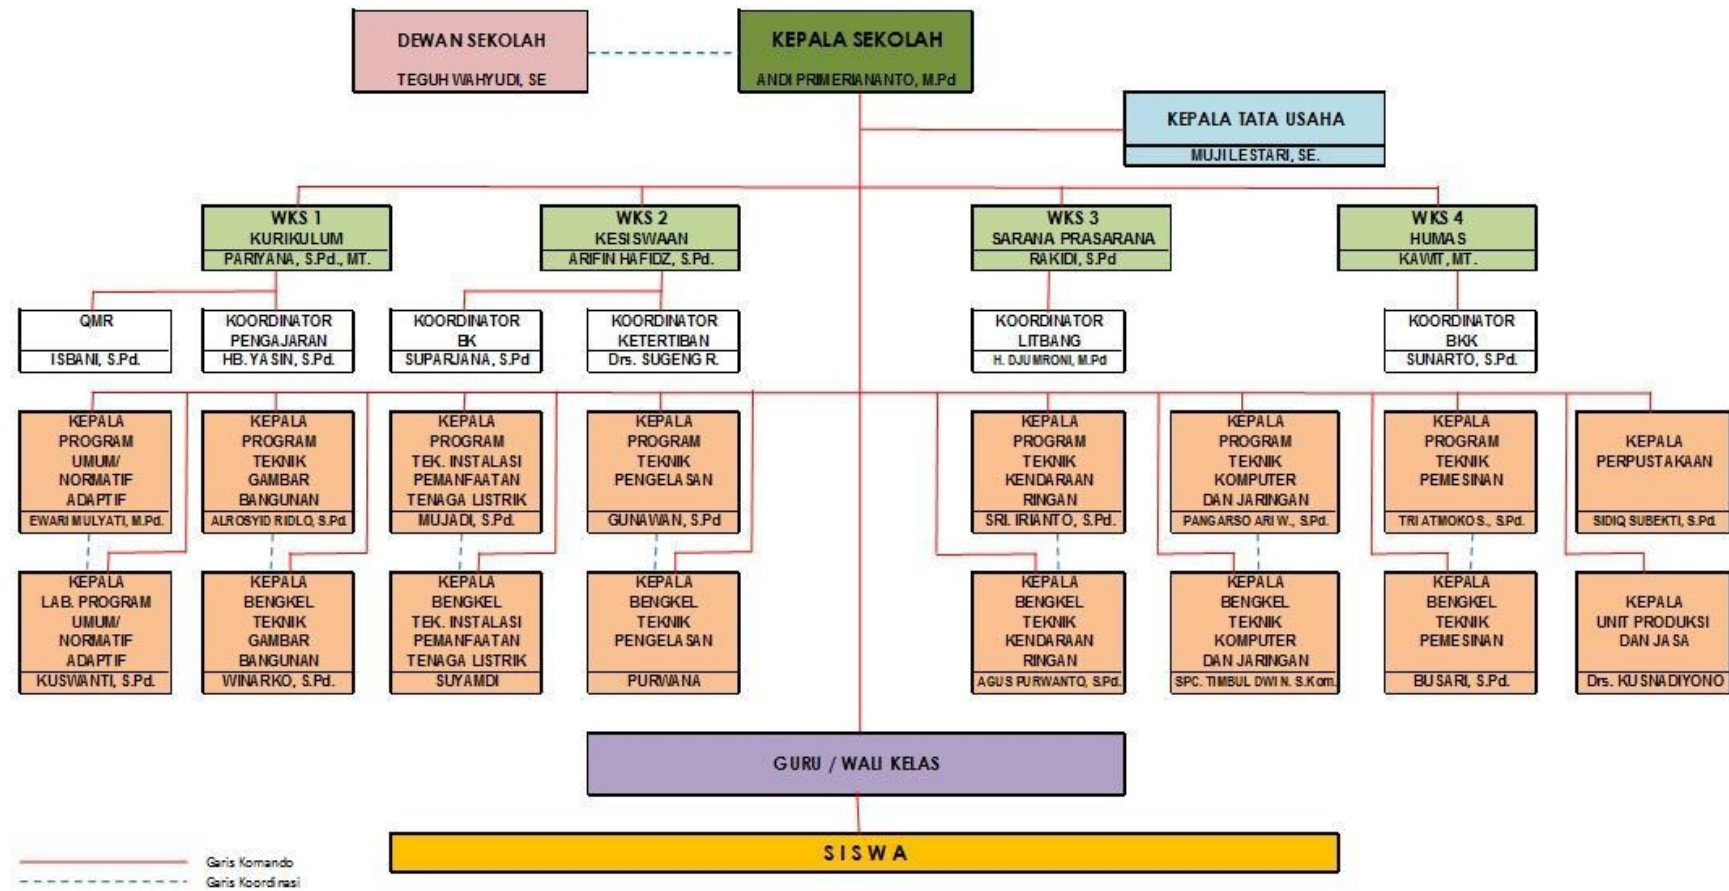 DEWAN SEKOLAH
TEGUH WAHYUDI, SE
KEPALA SEKOLAH
ANDI PRIMERIANANTO, M.Pd
KEPALA TATA USAHA
MUJI LESTARI, SE.
WKS 1
KURIKULUM
PARIYANA, S.Pd., MT.
WKS 2
KESISWAAN
ARIFIN HAFIDZ, S.Pd.
WKS 3
SARANA PRASARANA
RAKIDI, S.Pd
WKS 4
HUMAS
KAWIT, MT.
QMR
ISBANI, S.Pd.
KOORDINATOR
PENGAJARAN
HB. YASIN, S.Pd.
KOORDINATOR
BK
SUPARJANA, S.Pd
KOORDINATOR
KETERTIBAN
Drs. SUGENG R.
KOORDINATOR
LITBANG
H. DJUMRONI, M.Pd
KOORDINATOR
BKK
SUNARTO, S.Pd.
KEPALA
PROGRAM
UMUM/
NORMATIF
ADAPTIF
EWARI MULYATI, M.Pd.
KEPALA
PROGRAM
TEKNIK
GAMBAR
BANGUNAN
ALROSYID RIDLO, S.Pd.
KEPALA
PROGRAM
TEK. INSTALASI
PEMANFAATAN
TENAGA LISTRIK
MUJADI, S.Pd.
KEPALA
PROGRAM
TEKNIK
PENGELASAN
GUNAWAN, S.Pd
KEPALA
PROGRAM
TEKNIK
KENDARAAN
RINGAN
SRI. IRIANTO, S.Pd.
KEPALA
PROGRAM
TEKNIK
KOMPUTER
DAN JARINGAN
PANGARSO ARI W., S.Pd.
KEPALA
PROGRAM
TEKNIK
PEMESINAN
TRI ATMOKO S., S.Pd.
KEPALA
PERPUSTAKAAN
SIDIQ SUBEKTI, S.Pd.
KEPALA
LAB. PROGRAM
UMUM/
NORMATIF
ADAPTIF
KUSWANTI, S.Pd.
KEPALA
BENGKEL
TEKNIK
GAMBAR
BANGUNAN
WINARKO, S.Pd.
KEPALA
BENGKEL
TEK. INSTALASI
PEMANFAATAN
TENAGA LISTRIK
SUYAMDI
KEPALA
BENGKEL
TEKNIK
PENGELASAN
PURWANA
KEPALA
BENGKEL
TEKNIK
KENDARAAN
RINGAN
AGUS PURWANTO, S.Pd.
KEPALA
BENGKEL
TEKNIK
KOMPUTER
DAN JARINGAN
SPC. TIMBUL DWI N. S.Kom.
KEPALA
BENGKEL
TEKNIK
PEMESINAN
BUSARI, S.Pd.
KEPALA
UNIT PRODUKSI
DAN JASA
Drs. KUSNADIYONO
GURU / WALI KELAS
SISWA
Garis Komando
Garis Koordinasi